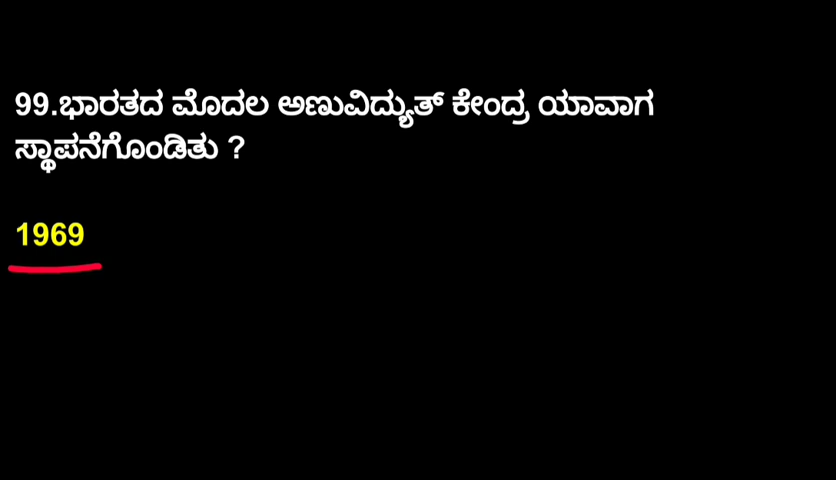 99.ಭಾರತದ ಮೊದಲ ಅಣುವಿದ್ಯುತ್ ಕೇಂದ್ರ ಯಾವಾಗ
ಸ್ಥಾಪನೆಗೊಂಡಿತು ?
1969